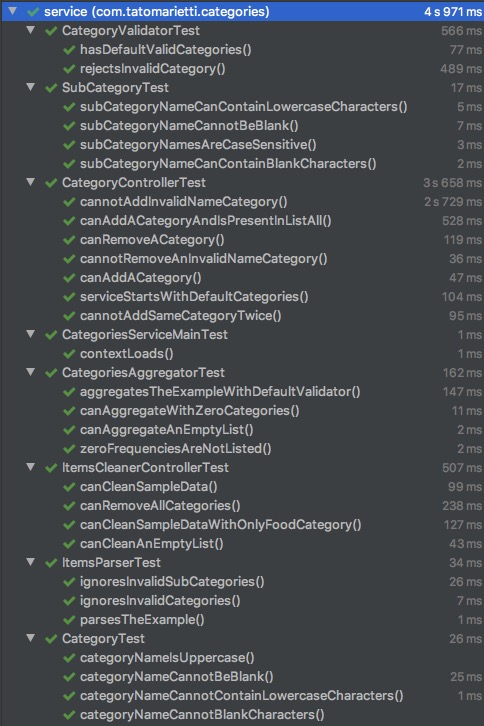 service (com.tatomarietti.categories) 4 s 971 ms
CategoryValidatorTest 566 ms
hasDefaultValidCategories() 77 ms
rejectsInvalidCategory() 489 ms
SubCategoryTest 17 ms
subCategoryNameCanContainLowercaseCharacters() 5 ms
subCategoryNameCannotBeBlank() 7 ms
subCategoryNamesAreCaseSensitive() 3 ms
subCategoryNameCanContainBlankCharacters() 2 ms
CategoryControllerTest 3 s 658 ms
cannotAddInvalidNameCategory() 2 s 729 ms
canAddACategoryAndIsPresentInListAll() 528 ms
canRemoveACategory() 119 ms
cannotRemoveAnInvalidNameCategory() 36 ms
canAddACategory() 47 ms
serviceStartsWithDefaultCategories() 104 ms
cannotAddSameCategoryTwice() 95 ms
CategoriesServiceMainTest 1 ms
contextLoads() 1 ms
CategoriesAggregatorTest 162 ms
aggregatesTheExampleWithDefaultValidator() 147 ms
canAggregateWithZeroCategories() 11 ms
canAggregateAnEmptyList() 2 ms
zeroFrequenciesAreNotListed() 2 ms
ItemsCleanerControllerTest 507 ms
canCleanSampleData() 99 ms
canRemoveAllCategories() 238 ms
canCleanSampleDataWithOnlyFoodCategory() 127 ms
canCleanAnEmptyList() 43 ms
ItemsParserTest 34 ms
ignoresInvalidSubCategories() 26 ms
ignoresInvalidCategories() 7 ms
parsesTheExample() 1 ms
CategoryTest 26 ms
categoryNameIsUppercase()
categoryNameCannotBeBlank() 25 ms
categoryNameCannotContainLowercaseCharacters() 1 ms
categoryNameCannotBlankCharacters()